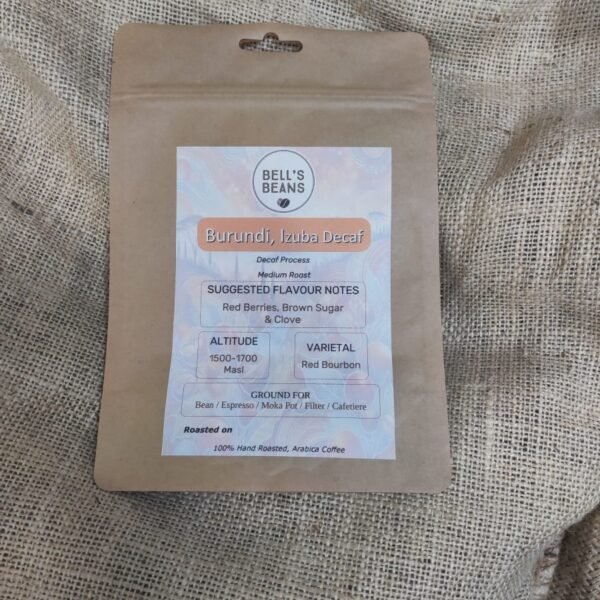 BELL'S
BEANS
Burundi, Izuba Decaf
Decaf Process
Medium Roast
SUGGESTED FLAVOUR NOTES
Red Berries, Brown Sugar
& Clove
ALTITUDE
1500-1700
Masl
VARIETAL
Red Bourbon
GROUND FOR
Bean / Espresso / Moka Pot / Filter / Cafetiere
Roasted on
100% Hand Roasted, Arabica Coffee